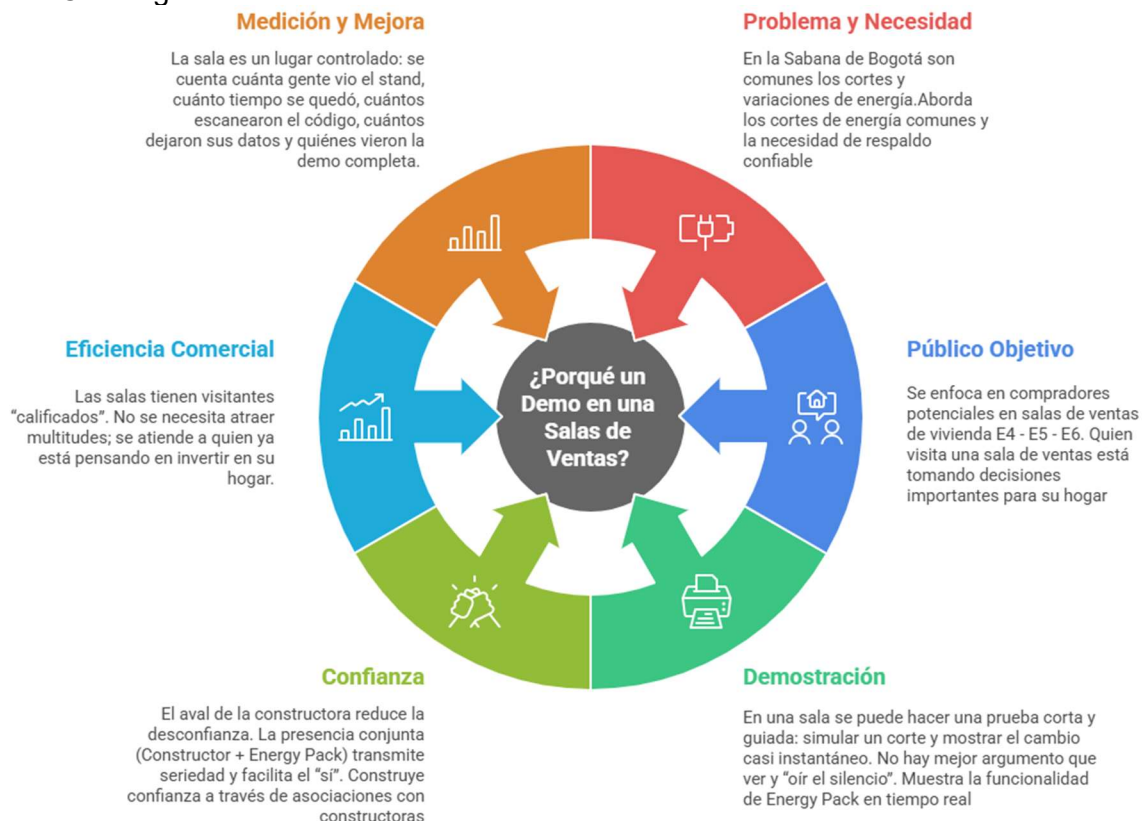 Medición y Mejora
La sala es un lugar controlado: se
cuenta cuánta gente vio el stand,
cuánto tiempo se quedó, cuántos
escanearon el código, cuántos
dejaron sus datos y quiénes vieron la
demo completa.
Problema y Necesidad
En la Sabana de Bogotá son
comunes los cortes y
variaciones de energía.Aborda
los cortes de energía comunes y
la necesidad de respaldo
confiable
Eficiencia Comercial
Las salas tienen visitantes
“calificados”. No se necesita atraer
multitudes; se atiende a quien ya
está pensando en invertir en su
hogar.
¿Porqué un
Demo en una
Salas de
Ventas?
Público Objetivo
Se enfoca en compradores
potenciales en salas de ventas
de vivienda E4 - E5 - E6. Quien
visita una sala de ventas está
tomando decisiones
importantes para su hogar
Confianza
El aval de la constructora reduce la
desconfianza. La presencia conjunta
(Constructor + Energy Pack) transmite
seriedad y facilita el “sí”. Construye
confianza a través de asociaciones con
constructoras
Demostración
En una sala se puede hacer una prueba corta y
guiada: simular un corte y mostrar el cambio
casi instantáneo. No hay mejor argumento que
ver y “oír el silencio”. Muestra la funcionalidad
de Energy Pack en tiempo real